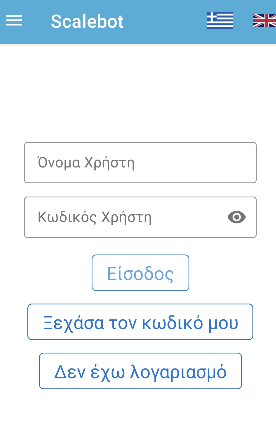 Scalebot
Όνομα Χρήστη
Κωδικός Χρήστη
Είσοδος
Ξεχάσα τον κωδικό μου
Δεν έχω λογαριασμό